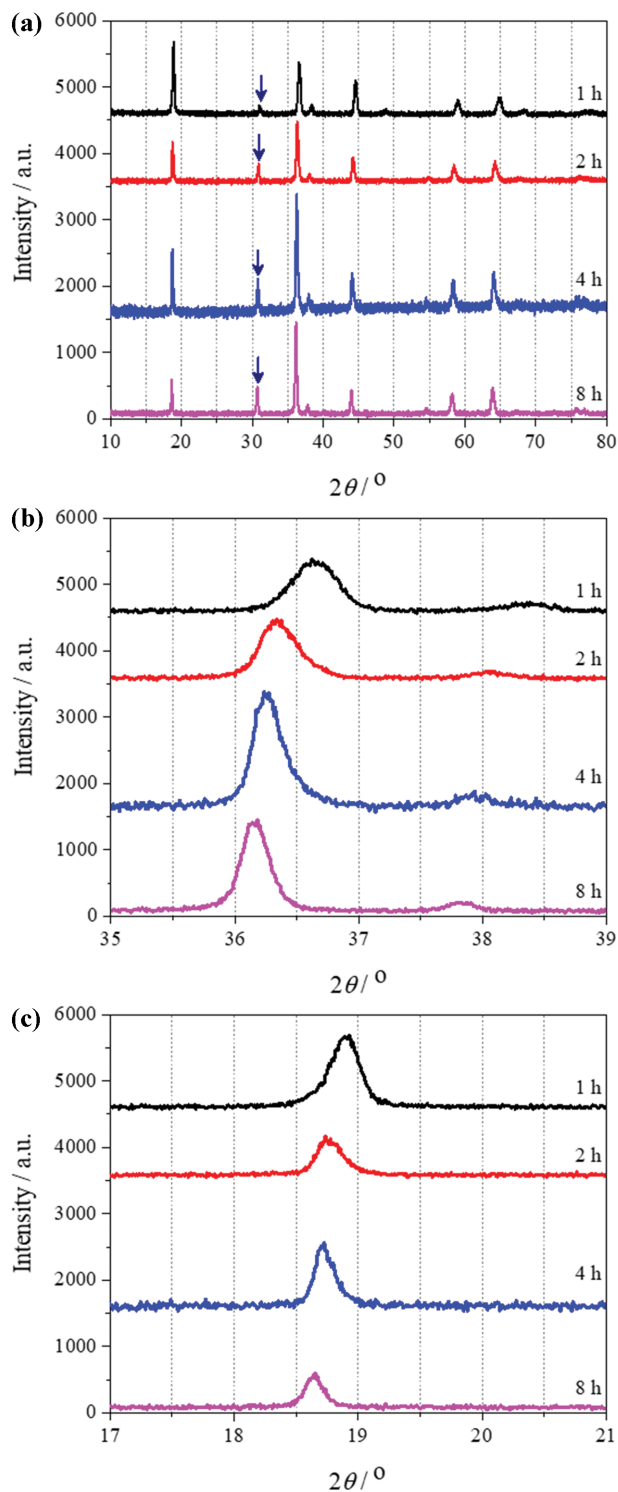 (a)
6000
5000
4000
3000
2000
1000
0
Intensity / a.u.
1 h
2 h
4 h
8 h
10 20 30 40 50 60 70 80
2θ / °
(b)
6000
5000
4000
3000
2000
1000
0
Intensity / a.u.
1 h
2 h
4 h
8 h
35 36 37 38 39
2θ / °
(c)
6000
5000
4000
3000
2000
1000
0
Intensity / a.u.
1 h
2 h
4 h
8 h
17 18 19 20 21
2θ / °